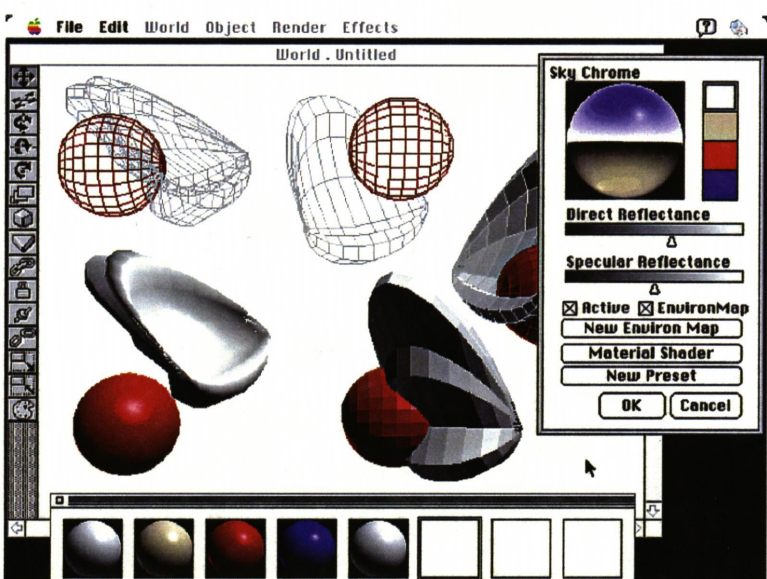 File Edit World Object Render Effects
World . Untitled
Sky Chrome
Direct Reflectance
Specular Reflectance
Active EnvironMap
New Environ Map
Material Shader
New Preset
OK Cancel